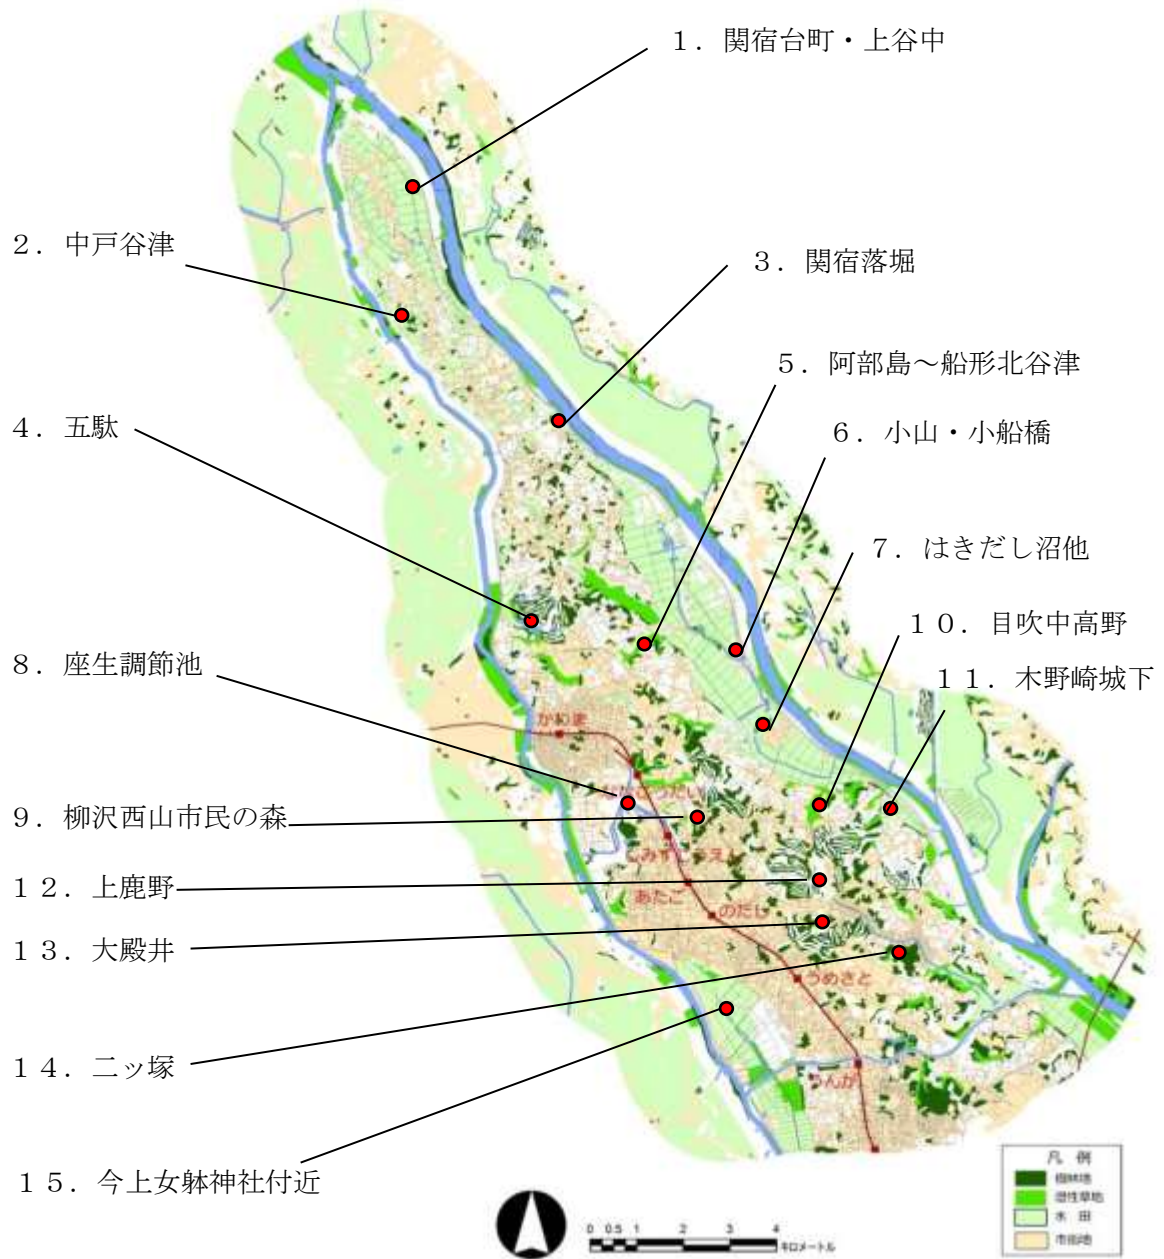 １．関宿台町・上谷中
２．中戸谷津
３．関宿落堀
５．阿部島～船形北谷津
４．五駄
６．小山・小船橋
７．はきだし沼他
１０．目吹中高野
８．座生調節池
１１．木野崎城下
かわま
９．柳沢西山市民の森
しみずこうえん
１２．上鹿野
あたご
のだし
１３．大殿井
うめさと
１４．二ッ塚
うんが
１５．今上女躰神社付近
凡 例
樹林地
湿性草地
水 田
市街地
0 0.5 1 2 3 4
キロメートル